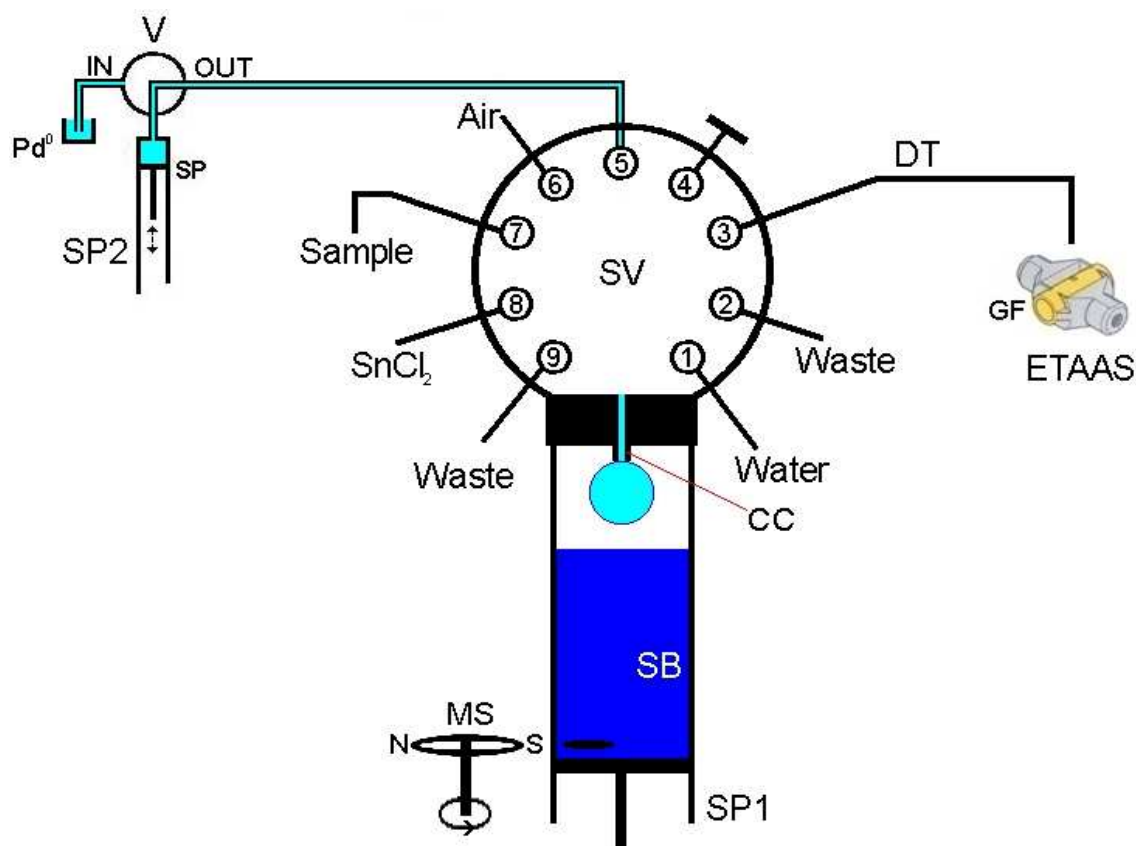 V
IN
OUT
Pd⁰
SP
SP2
Air
Sample
SnCl₂
Waste
5
6
4
7
3
8
2
9
1
SV
DT
GF
ETAAS
Waste
Water
CC
SB
MS
N
S
SP1